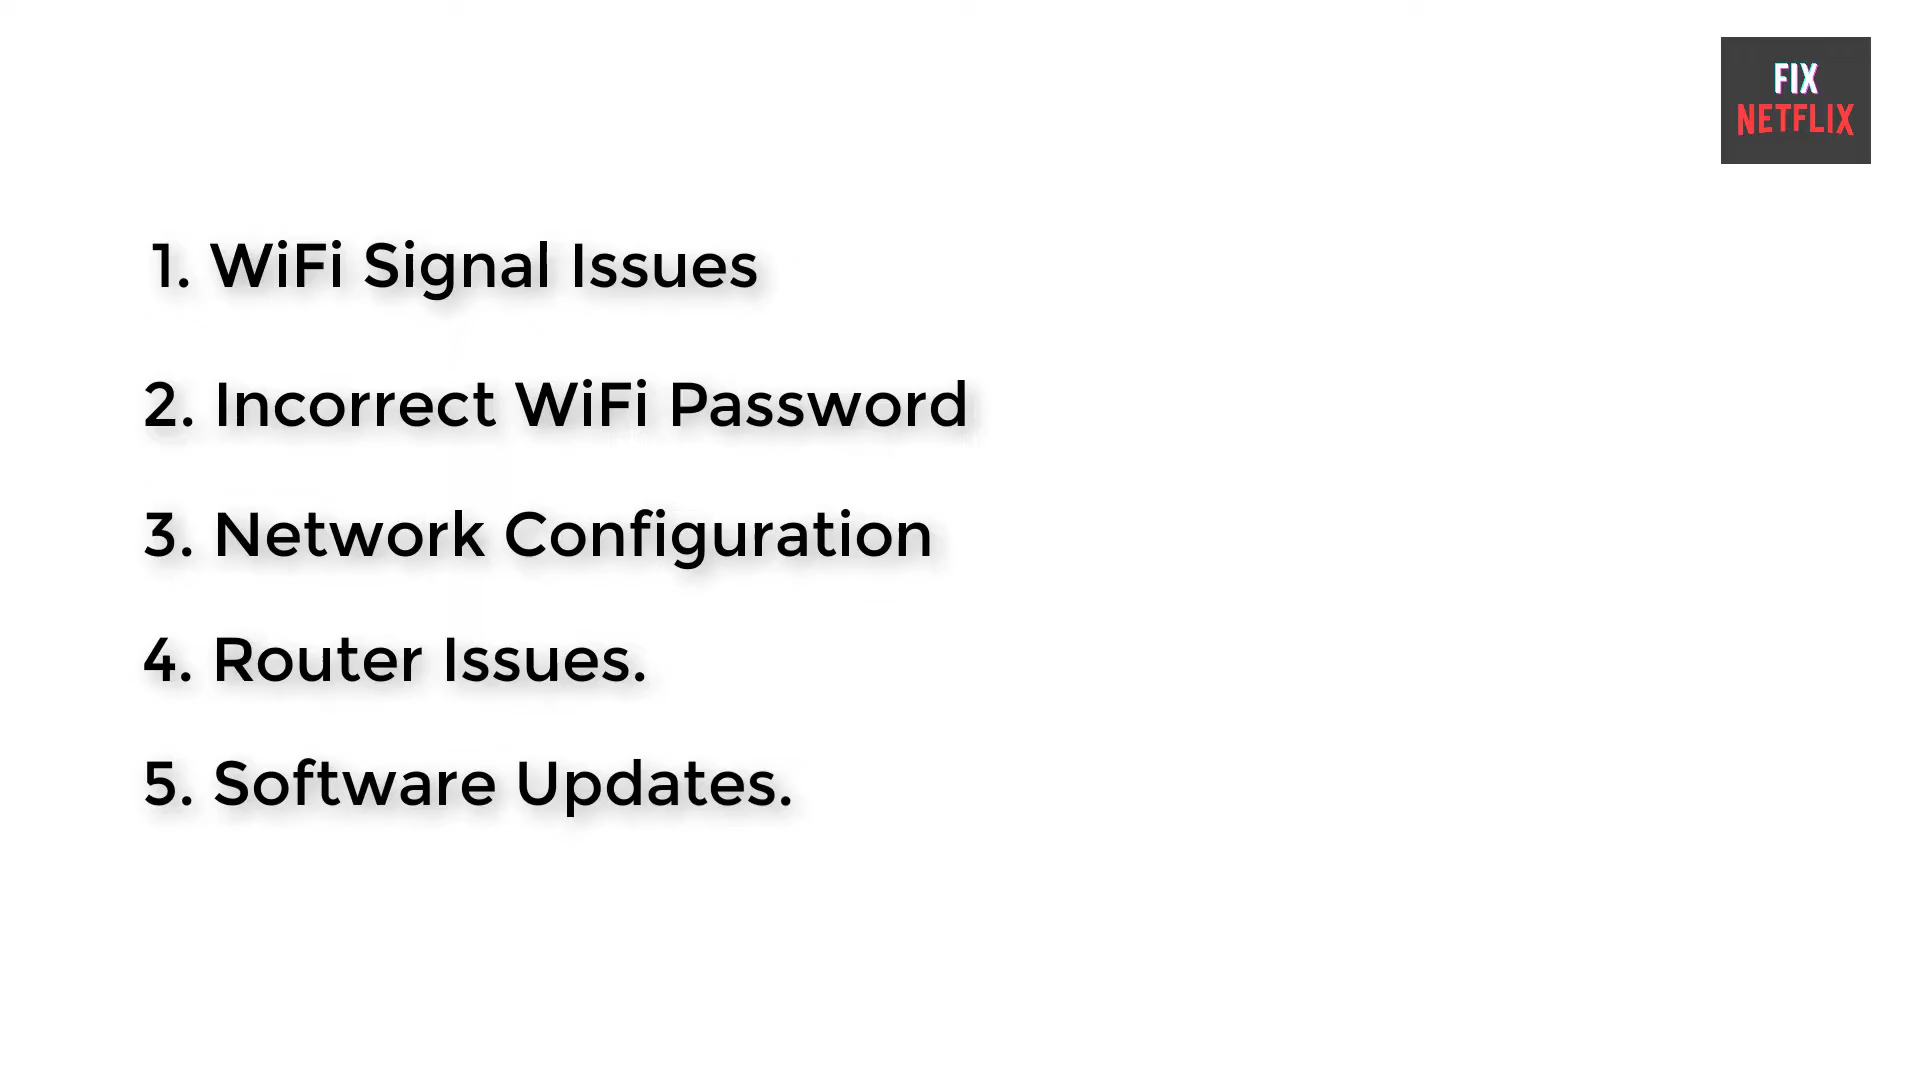 FIX
NETFLIX
1. WiFi Signal Issues
2. Incorrect WiFi Password
3. Network Configuration
4. Router Issues.
5. Software Updates.